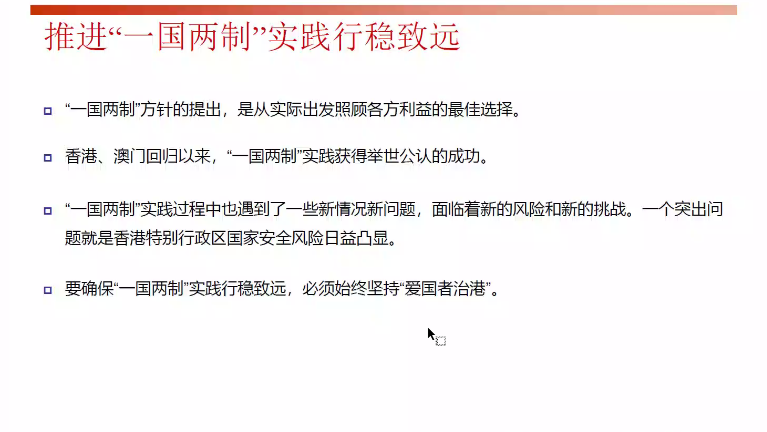 推进“一国两制”实践行稳致远
“一国两制”方针的提出，是从实际出发照顾各方利益的最佳选择。
香港、澳门回归以来，“一国两制”实践获得举世公认的成功。
“一国两制”实践过程中也遇到了一些新情况新问题，面临着新的风险和新的挑战。一个突出问
题就是香港特别行政区国家安全风险日益凸显。
要确保“一国两制”实践行稳致远，必须始终坚持“爱国者治港”。